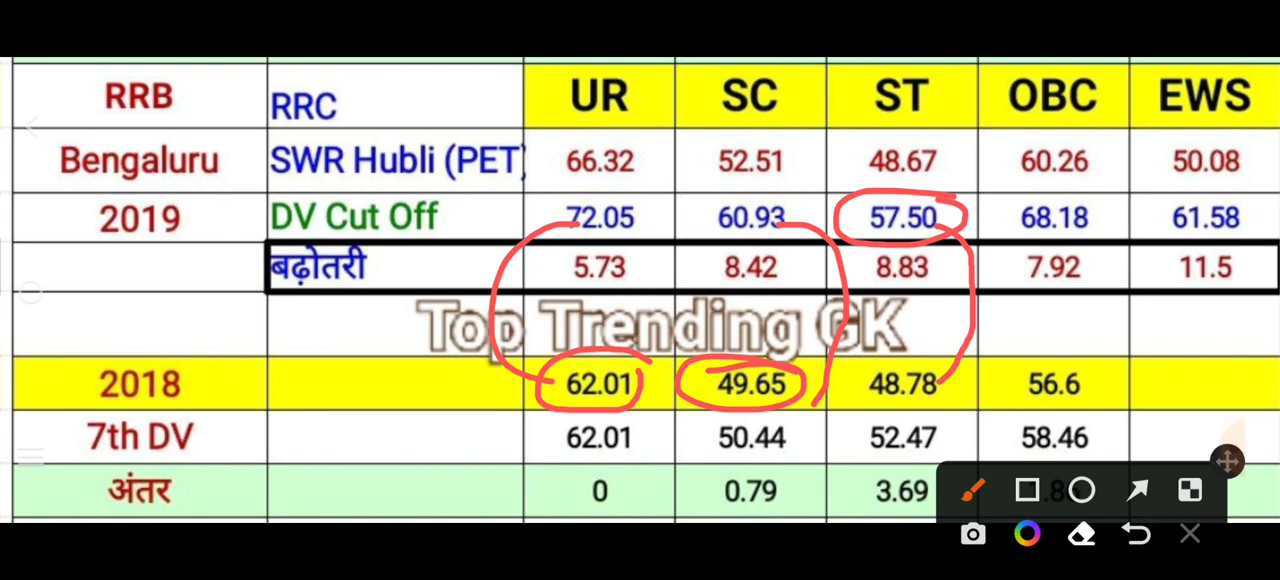 RRB RRC UR SC ST OBC EWS
Bengaluru SWR Hubli (PET) 66.32 52.51 48.67 60.26 50.08
2019 DV Cut Off 72.05 60.93 57.50 68.18 61.58
बढ़ोतरी 5.73 8.42 8.83 7.92 11.5
Top Trending GK
2018 62.01 49.65 48.78 56.6
7th DV 62.01 50.44 52.47 58.46
अंतर 0 0.79 3.69